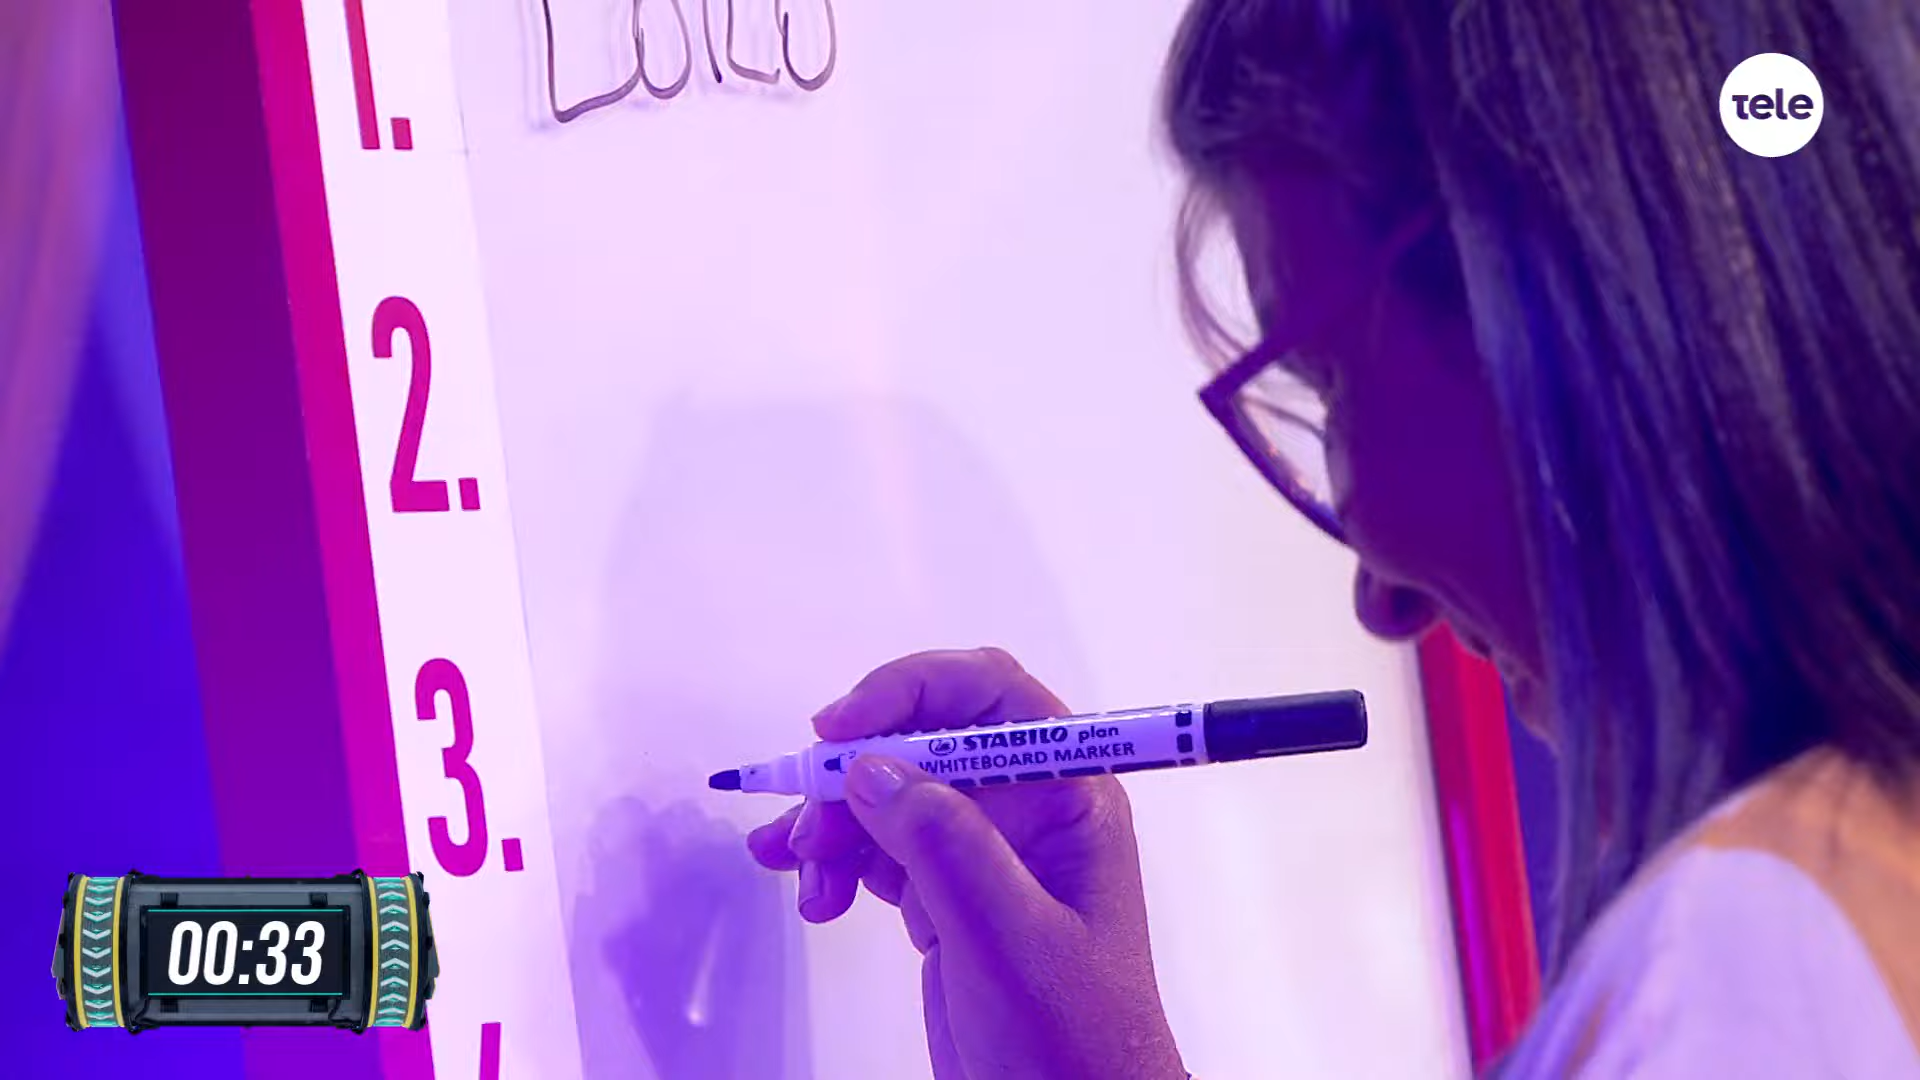 tele
1.
2.
3.
STABILO plan
WHITEBOARD MARKER
00:33